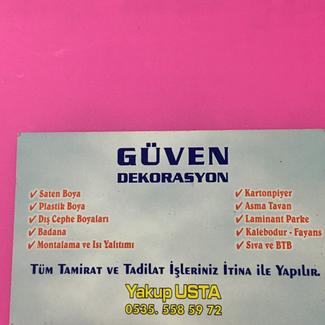 GÜVEN
DEKORASYON
✓ Saten Boya
✓ Plastik Boya
✓ Dış Cephe Boyaları
✓ Badana
✓ Montalama ve Isı Yalıtımı
✓ Kartonpiyer
✓ Asma Tavan
✓ Laminant Parke
✓ Kalebodur - Fayans
✓ Sıva ve BTB
TÜM TAMİRAT VE TADİLAT İŞLERİNİZ İTİNA İLE YAPILIR.
Yakup USTA
0535. 558 59 72